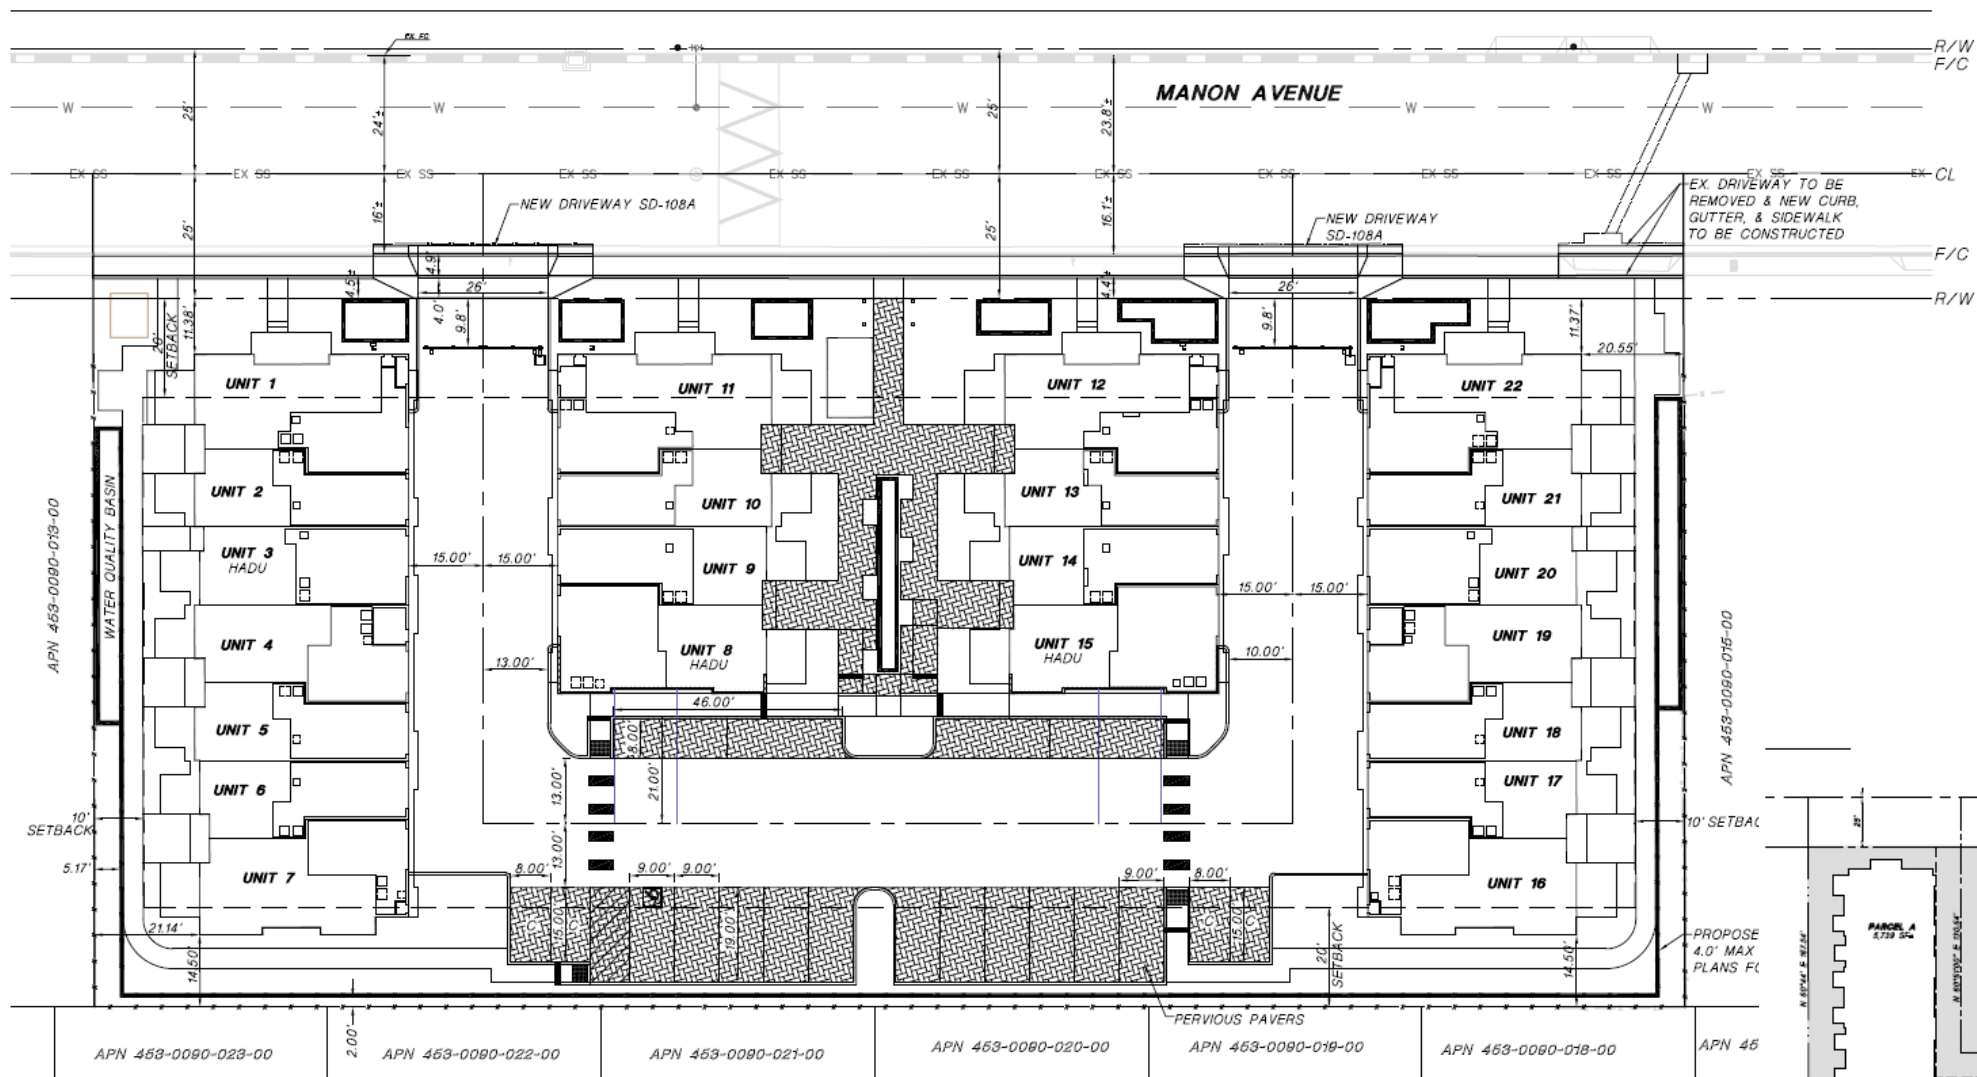 EX. FC
R/W
F/C
MANON AVENUE
W W W W W
25' 24'± 25' 23.8'±
EX SS EX SS EX SS EX SS EX SS EX SS EX SS EX SS EX SS EX SS EX SS EX CL
25' 16'± 25' 16.1'±
NEW DRIVEWAY SD-108A
NEW DRIVEWAY
SD-108A
EX. DRIVEWAY TO BE
REMOVED & NEW CURB,
GUTTER, & SIDEWALK
TO BE CONSTRUCTED
F/C
R/W
4.5'± 4.9' 26' 4.0' 9.8' 4.4'± 26' 9.8'
20'
SETBACK
11.38'
11.37'
20.55'
UNIT 1
UNIT 11
UNIT 12
UNIT 22
UNIT 2
UNIT 10
UNIT 13
UNIT 21
UNIT 3
HADU
UNIT 9
UNIT 14
UNIT 20
15.00' 15.00' 15.00' 15.00'
UNIT 4
UNIT 8
HADU
UNIT 15
HADU
UNIT 19
13.00' 10.00'
46.00'
UNIT 5
UNIT 18
8.00'
13.00' 21.00'
UNIT 6
UNIT 17
UNIT 7
UNIT 16
WATER QUALITY BASIN
APN 453-0090-013-00
APN 453-0090-015-00
10'
SETBACK
10' SETBAC
5.17'
13.00'
8.00' 9.00' 9.00' 9.00' 8.00'
C C C C
15.00' 19.00' 15.00'
21.14'
14.50'
20'
SETBACK
14.50'
PROPOSE
4.0' MAX
PLANS FO
PERVIOUS PAVERS
2.00'
APN 453-0090-023-00
APN 453-0090-022-00
APN 453-0090-021-00
APN 453-0090-020-00
APN 453-0090-019-00
APN 453-0090-018-00
APN 45
25'
PARCEL A